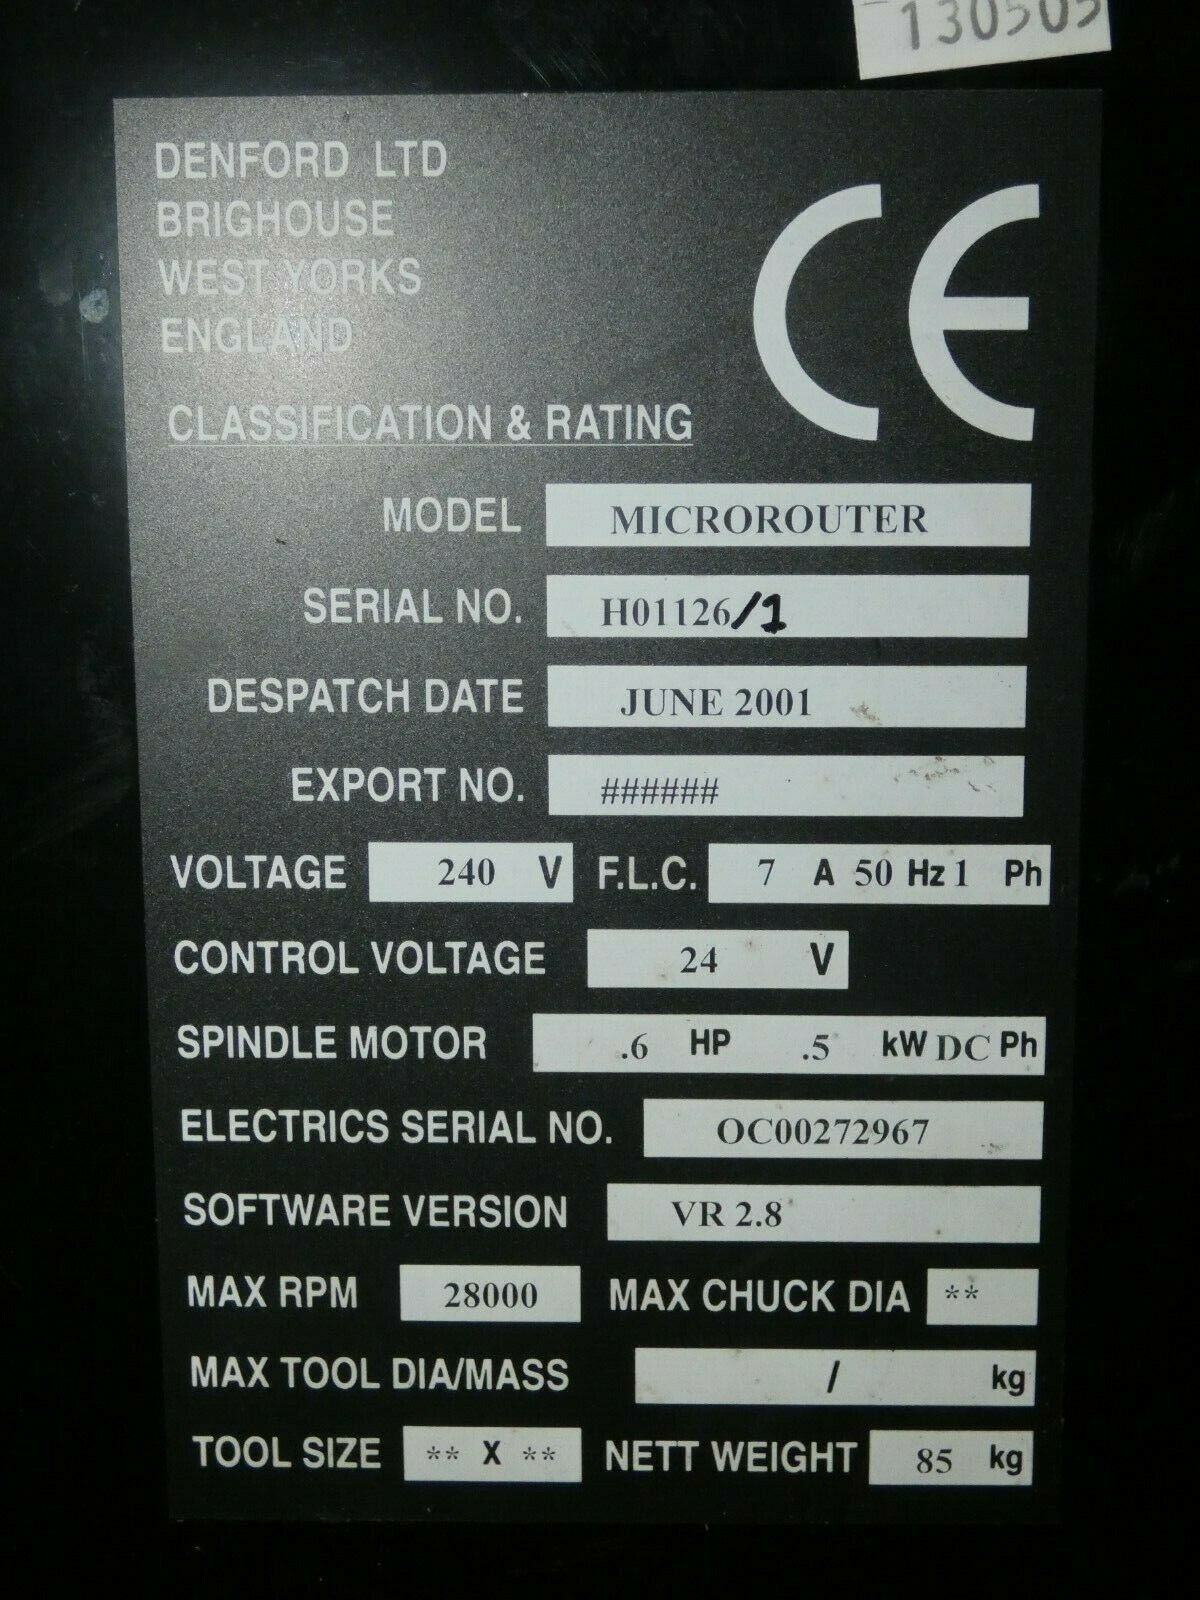 130505
DENFORD LTD
BRIGHOUSE
WEST YORKS
ENGLAND
CE
CLASSIFICATION & RATING
MODEL MICROROUTER
SERIAL NO. H01126/1
DESPATCH DATE JUNE 2001
EXPORT NO. ######
VOLTAGE 240 V F.L.C. 7 A 50 Hz 1 Ph
CONTROL VOLTAGE 24 V
SPINDLE MOTOR .6 HP .5 kW DC Ph
ELECTRICS SERIAL NO. OC00272967
SOFTWARE VERSION VR 2.8
MAX RPM 28000 MAX CHUCK DIA **
MAX TOOL DIA/MASS / kg
TOOL SIZE ** X ** NETT WEIGHT 85 kg